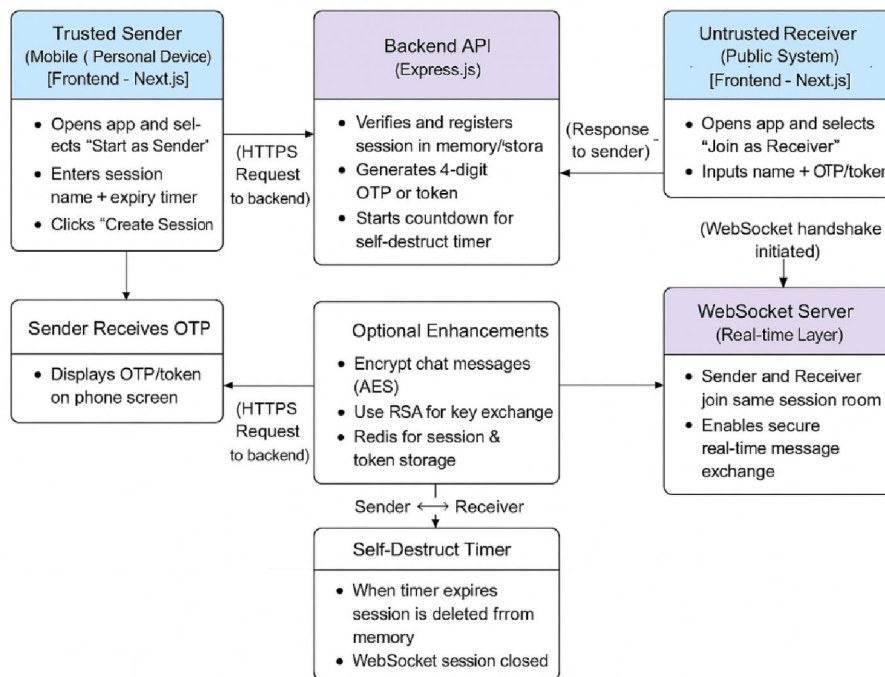 Trusted Sender
(Mobile ( Personal Device)
[Frontend - Next.js]
• Opens app and sel-
ects “Start as Sender’
• Enters session
name + expiry timer
• Clicks “Create Session
(HTTPS
Request
to backend)
Backend API
(Express.js)
• Verifies and registers
session in memory/stora
• Generates 4-digit
OTP or token
• Starts countdown for
self-destruct timer
(Response
to sender)
Untrusted Receiver
(Public System)
[Frontend - Next.js]
• Opens app and selects
“Join as Receiver”
• Inputs name + OTP/token
(WebSocket handshake
initiated)
Sender Receives OTP
• Displays OTP/token
on phone screen
(HTTPS
Request
to backend)
Optional Enhancements
• Encrypt chat messages
(AES)
• Use RSA for key exchange
• Redis for session &
token storage
WebSocket Server
(Real-time Layer)
• Sender and Receiver
join same session room
• Enables secure
real-time message
exchange
Sender ↔ Receiver
Self-Destruct Timer
• When timer expires
session is deleted frrom
memory
• WebSocket session closed